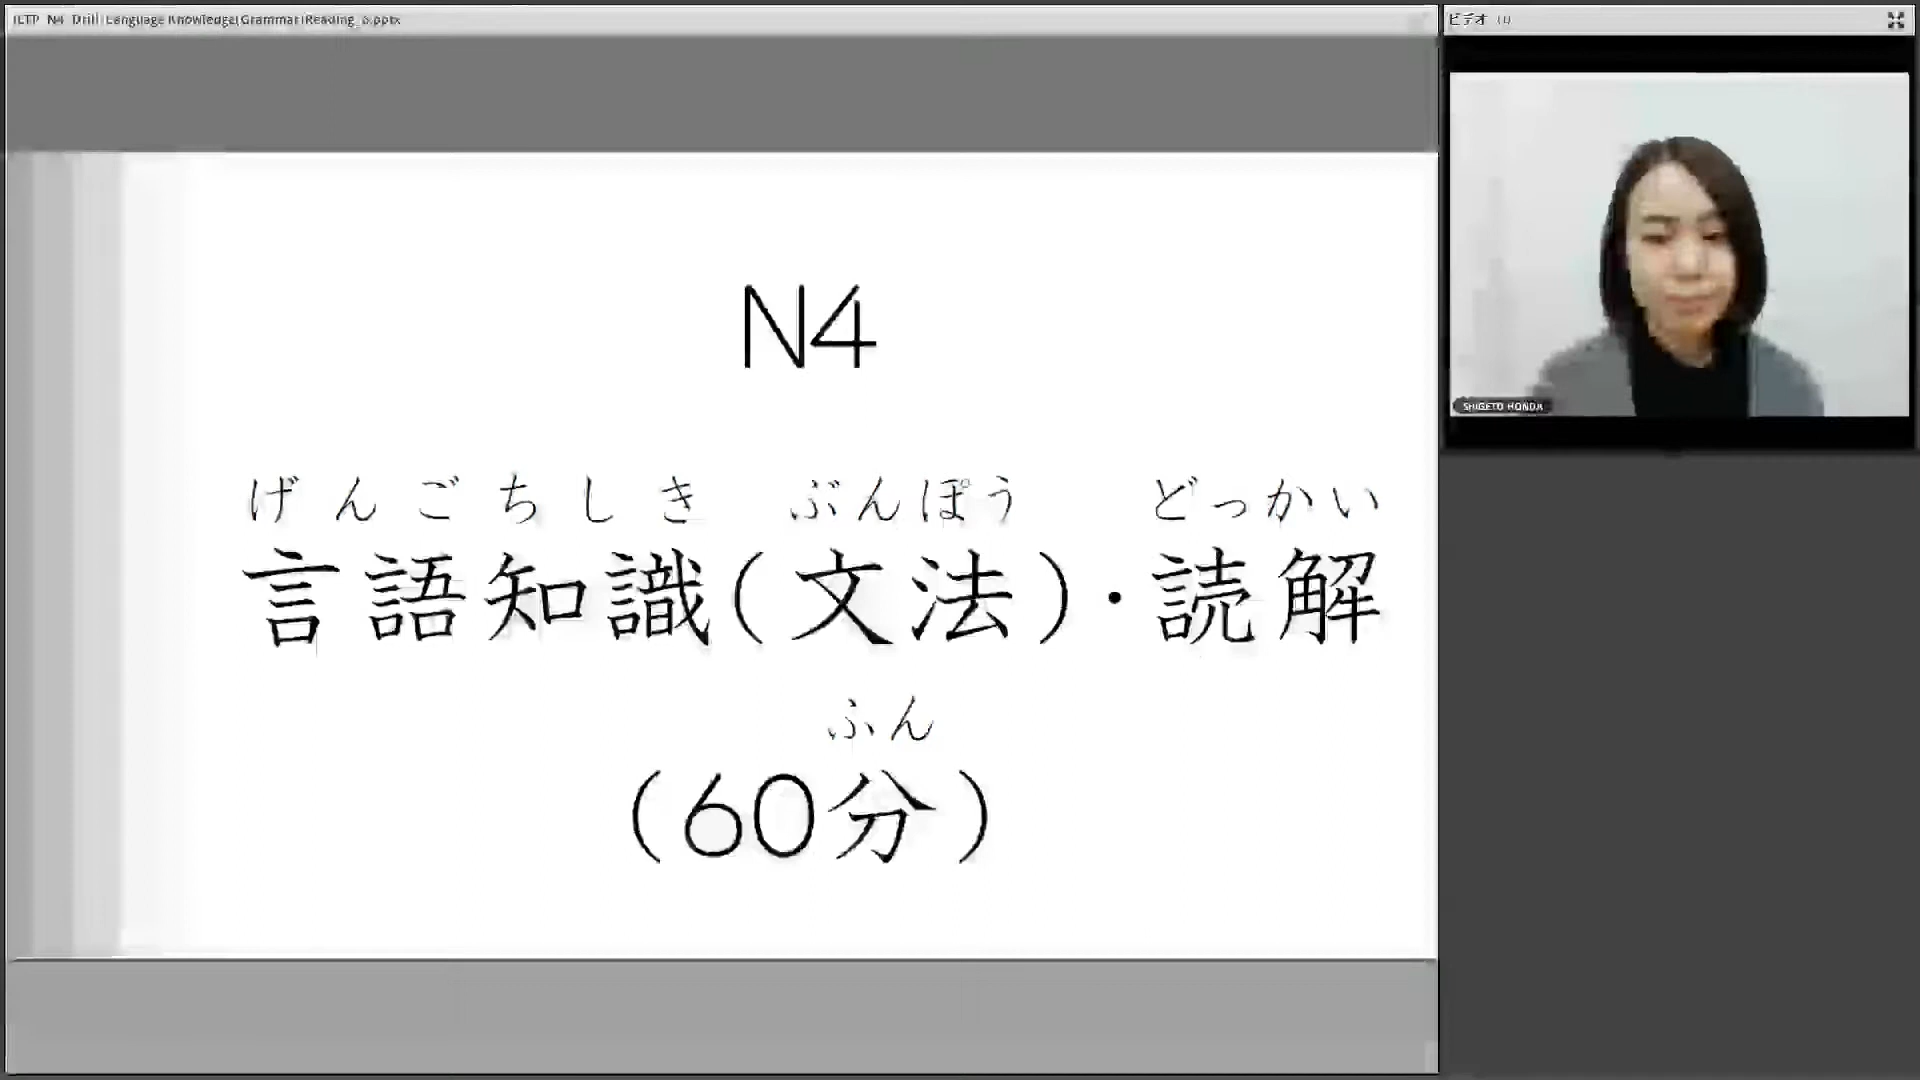 JLTP N4 Drill Language Knowledge(Grammar)Reading_6.pptx
ビデオ (1)
SHIGETO HONDA
N4
げんごちしき ぶんぽう どっかい
言語知識(文法)・読解
ふん
(60分)